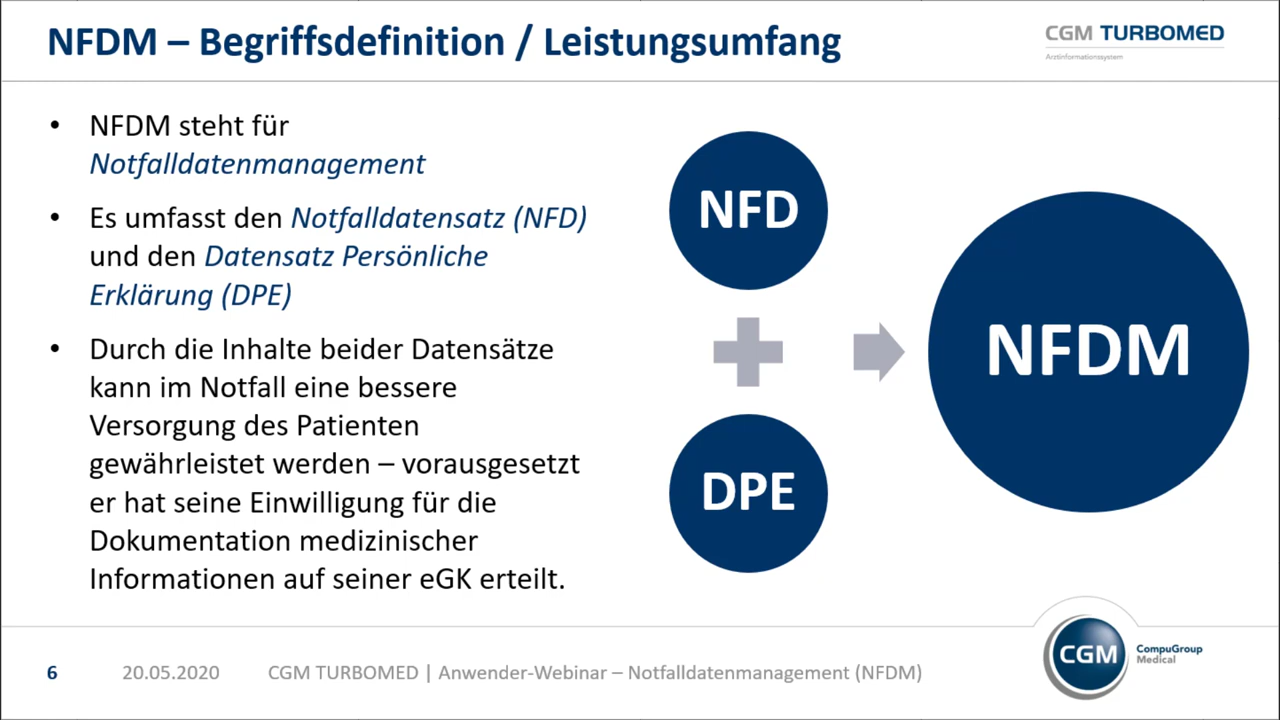 NFDM – Begriffsdefinition / Leistungsumfang
CGM TURBOMED
Arztinformationssystem
• NFDM steht für
Notfalldatenmanagement
• Es umfasst den Notfalldatensatz (NFD)
und den Datensatz Persönliche
Erklärung (DPE)
• Durch die Inhalte beider Datensätze
kann im Notfall eine bessere
Versorgung des Patienten
gewährleistet werden – vorausgesetzt
er hat seine Einwilligung für die
Dokumentation medizinischer
Informationen auf seiner eGK erteilt.
NFD
DPE
NFDM
6
20.05.2020
CGM TURBOMED | Anwender-Webinar – Notfalldatenmanagement (NFDM)
CGM
CompuGroup
Medical